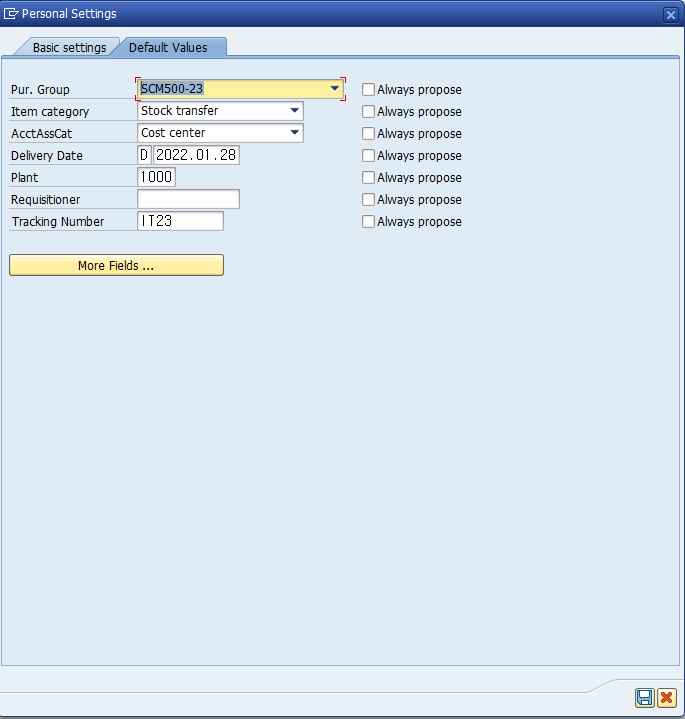 Personal Settings
Basic settings Default Values
Pur. Group SCM500-23 Always propose
Item category Stock transfer Always propose
AcctAssCat Cost center Always propose
Delivery Date D 2022.01.28 Always propose
Plant 1000 Always propose
Requisitioner Always propose
Tracking Number IT23 Always propose
More Fields ...